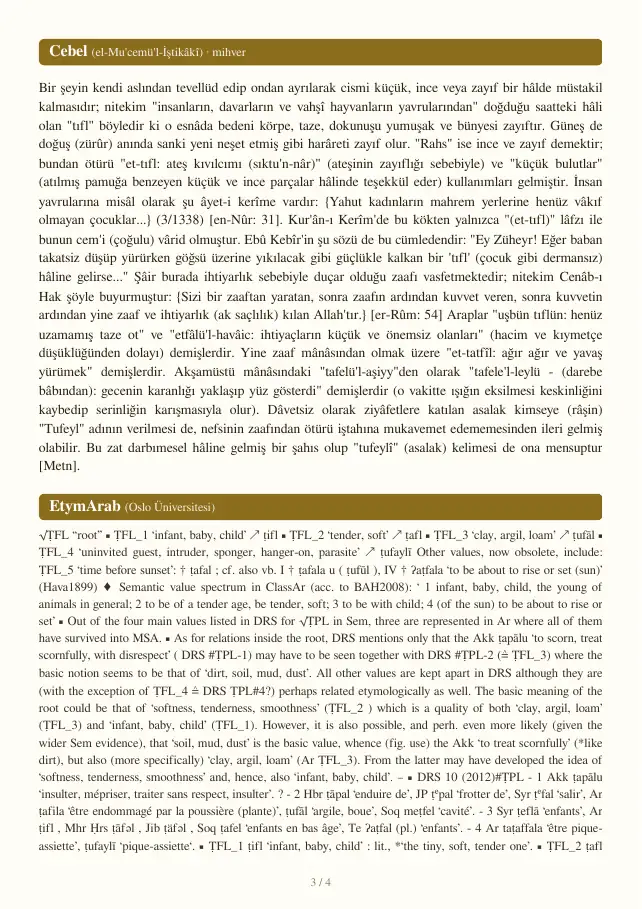 Cebel (el-Mu'cemü'l-İştikâkî) · mihver
Bir şeyin kendi aslından tevellüd edip ondan ayrılarak cismi küçük, ince veya zayıf bir hâlde müstakil
kalmasıdır; nitekim "insanların, davarların ve vahşî hayvanların yavrularından" doğduğu saatteki hâli
olan "tıfl" böyledir ki o esnâda bedeni körpe, taze, dokunuşu yumuşak ve bünyesi zayıftır. Güneş de
doğuş (zürûr) anında sanki yeni neşet etmiş gibi harâreti zayıf olur. "Rahs" ise ince ve zayıf demektir;
bundan ötürü "et-tıfl: ateş kıvılcımı (sıktu'n-nâr)" (ateşinin zayıflığı sebebiyle) ve "küçük bulutlar"
(atılmış pamuğa benzeyen küçük ve ince parçalar hâlinde teşekkül eder) kullanımları gelmiştir. İnsan
yavrularına misâl olarak şu âyet-i kerîme vardır: {Yahut kadınların mahrem yerlerine henüz vâkıf
olmayan çocuklar...} (3/1338) [en-Nûr: 31]. Kur'ân-ı Kerîm'de bu kökten yalnızca "(et-tıfl)" lâfzı ile
bunun cem'i (çoğulu) vârid olmuştur. Ebû Kebîr'in şu sözü de bu cümledendir: "Ey Züheyr! Eğer baban
takatsiz düşüp yürürken göğsü üzerine yıkılacak gibi güçlükle kalkan bir 'tıfl' (çocuk gibi dermansız)
hâline gelirse..." Şâir burada ihtiyarlık sebebiyle duçar olduğu zaafı vasfetmektedir; nitekim Cenâb-ı
Hak şöyle buyurmuştur: {Sizi bir zaaftan yaratan, sonra zaafın ardından kuvvet veren, sonra kuvvetin
ardından yine zaaf ve ihtiyarlık (ak saçlılık) kılan Allah'tır.} [er-Rûm: 54] Araplar "uşbün tıflün: henüz
uzamamış taze ot" ve "etfâlü'l-havâic: ihtiyaçların küçük ve önemsiz olanları" (hacim ve kıymetçe
düşüklüğünden dolayı) demişlerdir. Yine zaaf mânâsından olmak üzere "et-tatfîl: ağır ağır ve yavaş
yürümek" demişlerdir. Akşamüstü mânâsındaki "tafelü'l-aşiyy"den olarak "tafele'l-leylü - (darebe
bâbından): gecenin karanlığı yaklaşıp yüz gösterdi" demişlerdir (o vakitte ışığın eksilmesi keskinliğini
kaybedip serinliğin karışmasıyla olur). Dâvetsiz olarak ziyâfetlere katılan asalak kimseye (râşin)
"Tufeyl" adının verilmesi de, nefsinin zaafından ötürü iştahına mukavemet edememesinden ileri gelmiş
olabilir. Bu zat darbımesel hâline gelmiş bir şahıs olup "tufeylî" (asalak) kelimesi de ona mensuptur
[Metn].
EtymArab (Oslo Üniversitesi)
√ṬFL “root” ▪ ṬFL_1 ‘infant, baby, child’ ↗ ṭifl ▪ ṬFL_2 ‘tender, soft’ ↗ ṭafl ▪ ṬFL_3 ‘clay, argil, loam’ ↗ ṭufāl ▪
ṬFL_4 ‘uninvited guest, intruder, sponger, hanger-on, parasite’ ↗ ṭufaylī Other values, now obsolete, include:
ṬFL_5 ‘time before sunset’: † ṭafal ; cf. also vb. I † ṭafala u ( ṭufūl ), IV † ʔaṭfala ‘to be about to rise or set (sun)’
(Hava1899) ♦ Semantic value spectrum in ClassAr (acc. to BAH2008): ‘ 1 infant, baby, child, the young of
animals in general; 2 to be of a tender age, be tender, soft; 3 to be with child; 4 (of the sun) to be about to rise or
set’ ▪ Out of the four main values listed in DRS for √ṬPL in Sem, three are represented in Ar where all of them
have survived into MSA. ▪ As for relations inside the root, DRS mentions only that the Akk ṭapālu ‘to scorn, treat
scornfully, with disrespect’ ( DRS #ṬPL-1) may have to be seen together with DRS #ṬPL-2 (≙ ṬFL_3) where the
basic notion seems to be that of ‘dirt, soil, mud, dust’. All other values are kept apart in DRS although they are
(with the exception of ṬFL_4 ≙ DRS ṬPL#4?) perhaps related etymologically as well. The basic meaning of the
root could be that of ‘softness, tenderness, smoothness’ (ṬFL_2 ) which is a quality of both ‘clay, argil, loam’
(ṬFL_3) and ‘infant, baby, child’ (ṬFL_1). However, it is also possible, and perh. even more likely (given the
wider Sem evidence), that ‘soil, mud, dust’ is the basic value, whence (fig. use) the Akk ‘to treat scornfully’ (*like
dirt), but also (more specifically) ‘clay, argil, loam’ (Ar ṬFL_3). From the latter may have developed the idea of
‘softness, tenderness, smoothness’ and, hence, also ‘infant, baby, child’. – ▪ DRS 10 (2012)#ṬPL - 1 Akk ṭapālu
‘insulter, mépriser, traiter sans respect, insulter’. ? - 2 Hbr ṭāpal ‘enduire de’, JP ṭᵉpal ‘frotter de’, Syr ṭᵉfal ‘salir’, Ar
ṭafila ‘être endommagé par la poussière (plante)’, ṭufāl ‘argile, boue’, Soq meṭfel ‘cavité’. - 3 Syr ṭeflā ‘enfants’, Ar
ṭifl , Mhr Ḥrs ṭāfəl , Jib ṭáfəl , Soq ṭafel ‘enfants en bas âge’, Te ʔaṭfal (pl.) ‘enfants’. - 4 Ar taṭaffala ‘être pique-
assiette’, ṭufaylī ‘pique-assiette‘. ▪ ṬFL_1 ṭifl ‘infant, baby, child’ : lit., *‘the tiny, soft, tender one’. ▪ ṬFL_2 ṭafl
3 / 4